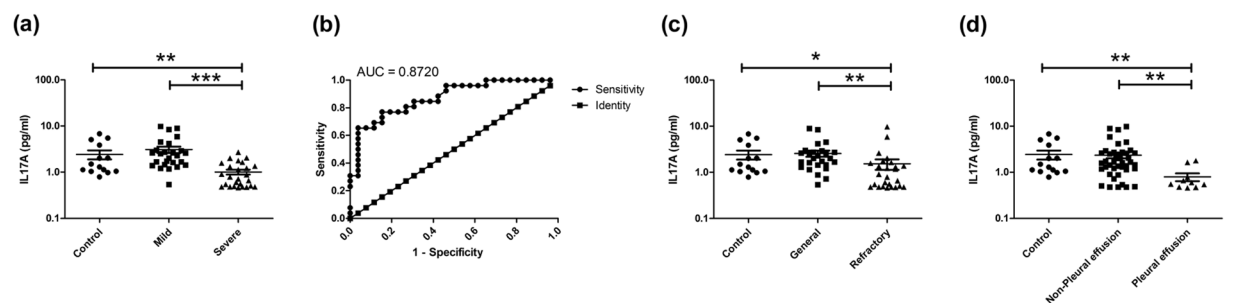 (a)
**
***
100.0
10.0
1.0
0.1
IL17A (pg/ml)
Control
Mild
Severe
(b)
AUC = 0.8720
1.0
0.8
0.6
0.4
0.2
0.0
Sensitivity
0.0
0.2
0.4
0.6
0.8
1.0
1 - Specificity
Sensitivity
Identity
(c)
*
**
100.0
10.0
1.0
0.1
IL17A (pg/ml)
Control
General
Refractory
(d)
**
**
100.0
10.0
1.0
0.1
IL17A (pg/ml)
Control
Non-Pleural effusion
Pleural effusion